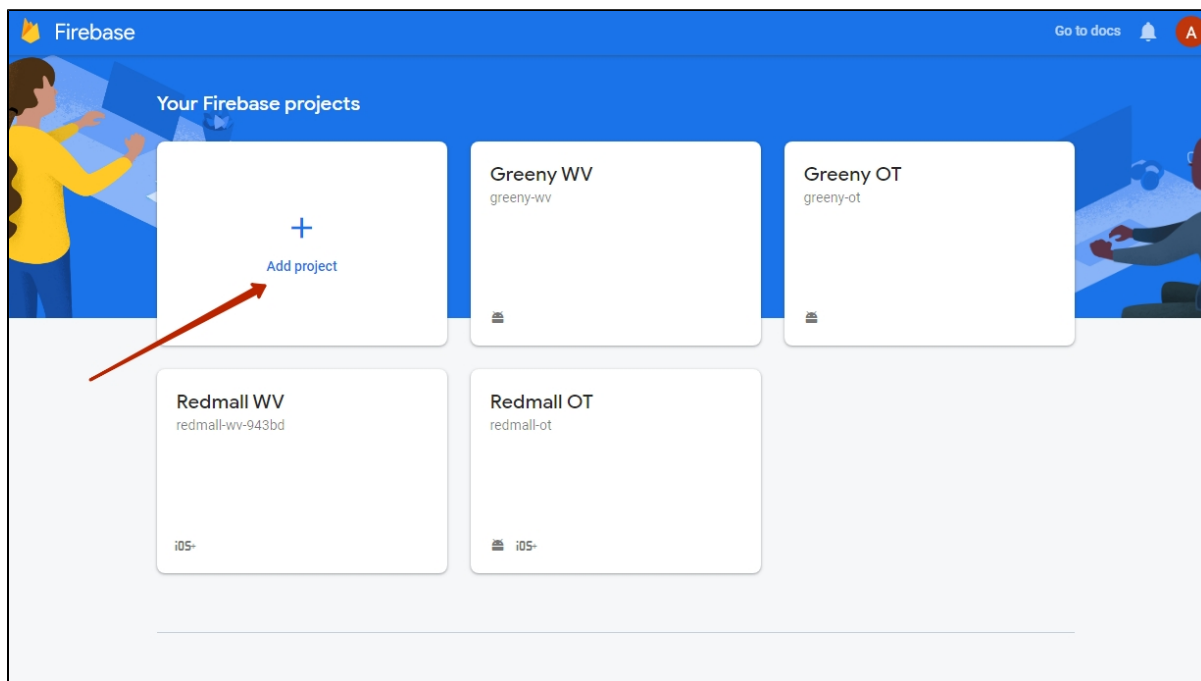 Firebase
Go to docs
A
Your Firebase projects
Add project
Greeny WV
greeny-wv
Greeny OT
greeny-ot
Redmall WV
redmall-wv-943bd
iOS+
Redmall OT
redmall-ot
iOS+